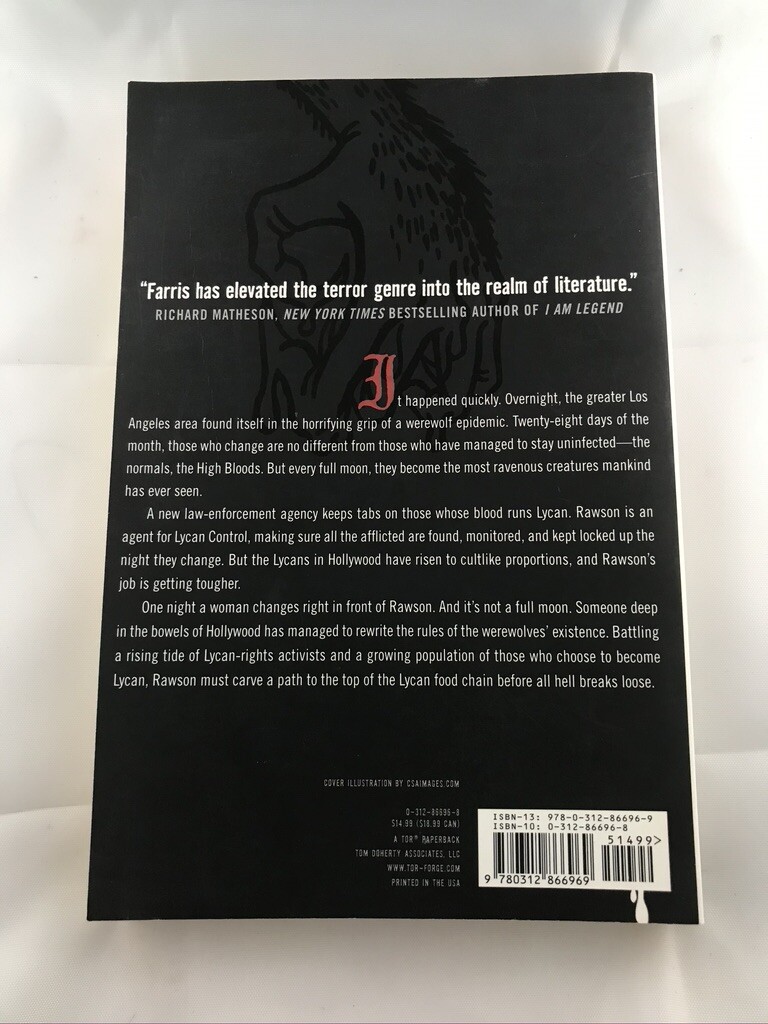 “Farris has elevated the terror genre into the realm of literature.”
RICHARD MATHESON, NEW YORK TIMES BESTSELLING AUTHOR OF I AM LEGEND
It happened quickly. Overnight, the greater Los
Angeles area found itself in the horrifying grip of a werewolf epidemic. Twenty-eight days of the
month, those who change are no different from those who have managed to stay uninfected—the
normals, the High Bloods. But every full moon, they become the most ravenous creatures mankind
has ever seen.
A new law-enforcement agency keeps tabs on those whose blood runs Lycan. Rawson is an
agent for Lycan Control, making sure all the afflicted are found, monitored, and kept locked up the
night they change. But the Lycans in Hollywood have risen to cultlike proportions, and Rawson’s
job is getting tougher.
One night a woman changes right in front of Rawson. And it’s not a full moon. Someone deep
in the bowels of Hollywood has managed to rewrite the rules of the werewolves’ existence. Battling
a rising tide of Lycan-rights activists and a growing population of those who choose to become
Lycan, Rawson must carve a path to the top of the Lycan food chain before all hell breaks loose.
COVER ILLUSTRATION BY CSAIMAGES.COM
0-312-86696-8
$14.99 ($18.99 CAN)
A TOR® PAPERBACK
TOM DOHERTY ASSOCIATES, LLC
WWW.TOR-FORGE.COM
PRINTED IN THE USA
ISBN-13: 978-0-312-86696-9
ISBN-10: 0-312-86696-8
51499>
9 780312 866969